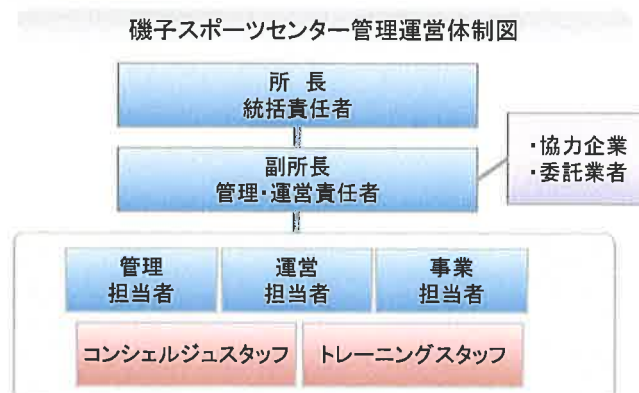 磯子スポーツセンター管理運営体制図
所 長
統括責任者
副所長
管理・運営責任者
・協力企業
・委託業者
管理
担当者
運営
担当者
事業
担当者
コンシェルジュスタッフ
トレーニングスタッフ